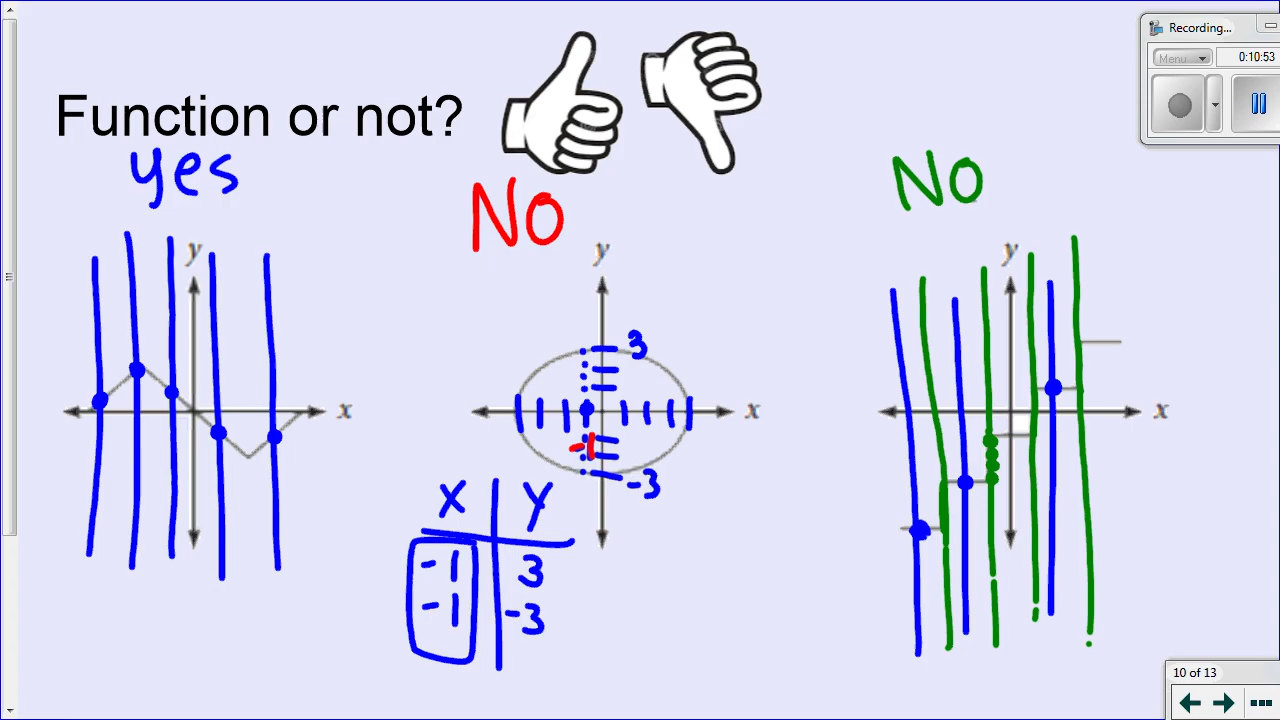 Recording...
Menu
0:10:53
Function or not?
yes
NO
NO
y
x
y
x
3
-1
-3
y
x
X Y
-1 3
-1 -3
10 of 13